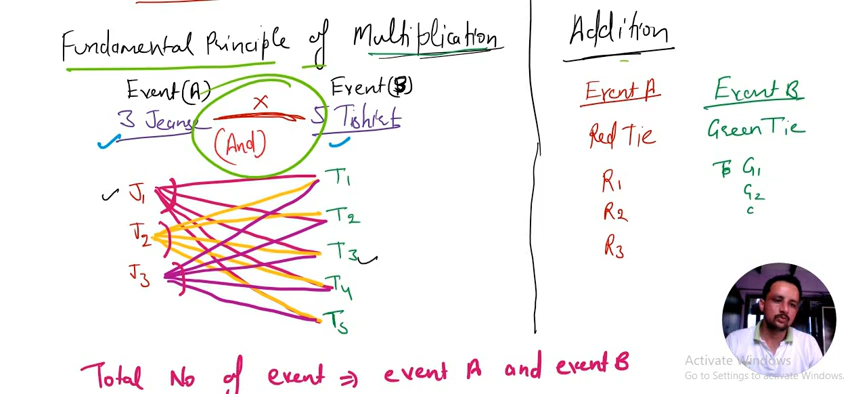 Fundamental Principle of Multiplication
Event(A) Event(B)
3 Jeans x 5 Tshirt
(And)
J1 T1
J2 T2
J3 T3
T4
T5
Total No of event ⇒ event A and event B
Addition
Event A Event B
Red Tie Green Tie
R1 G1
R2 G2
R3
Activate Windows
Go to Settings to activate Windows.